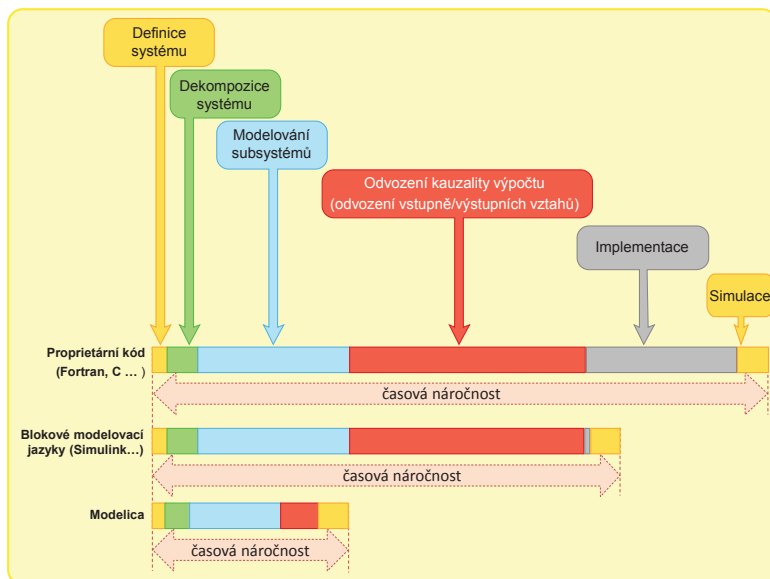 Definice
systému
Dekompozice
systému
Modelování
subsystémů
Odvození kauzality výpočtu
(odvození vstupně/výstupních vztahů)
Implementace
Simulace
Proprietární kód
(Fortran, C ... )
časová náročnost
Blokové modelovací
jazyky (Simulink...)
časová náročnost
Modelica
časová náročnost